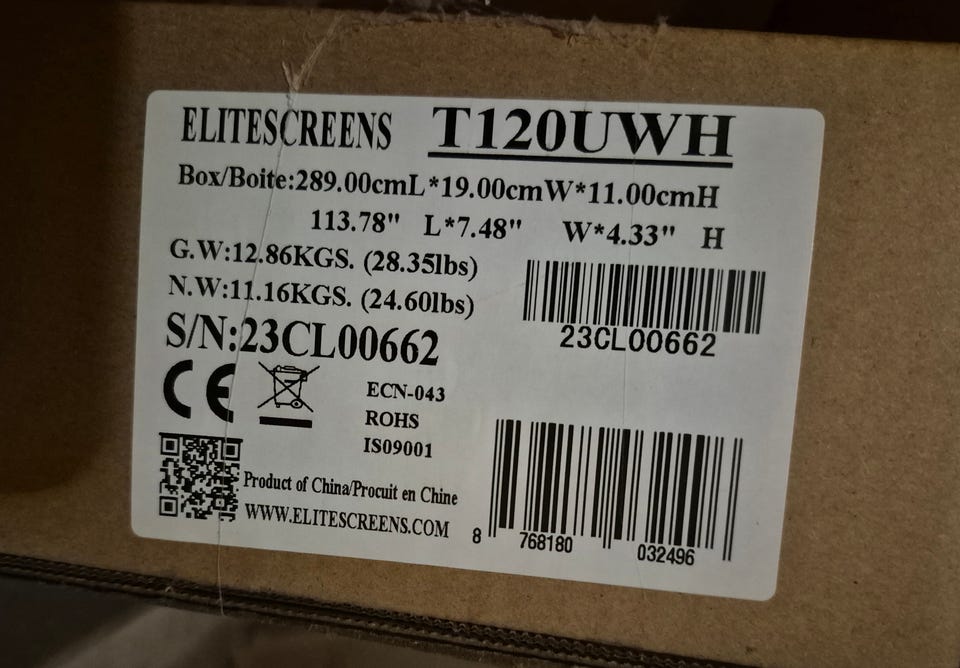 ELITESCREENS T120UWH
Box/Boite:289.00cmL*19.00cmW*11.00cmH
113.78" L*7.48" W*4.33" H
G.W:12.86KGS. (28.35lbs)
N.W:11.16KGS. (24.60lbs)
S/N:23CL00662
23CL00662
CE
ECN-043
ROHS
IS09001
Product of China/Procuit en Chine
WWW.ELITESCREENS.COM
8 768180 032496